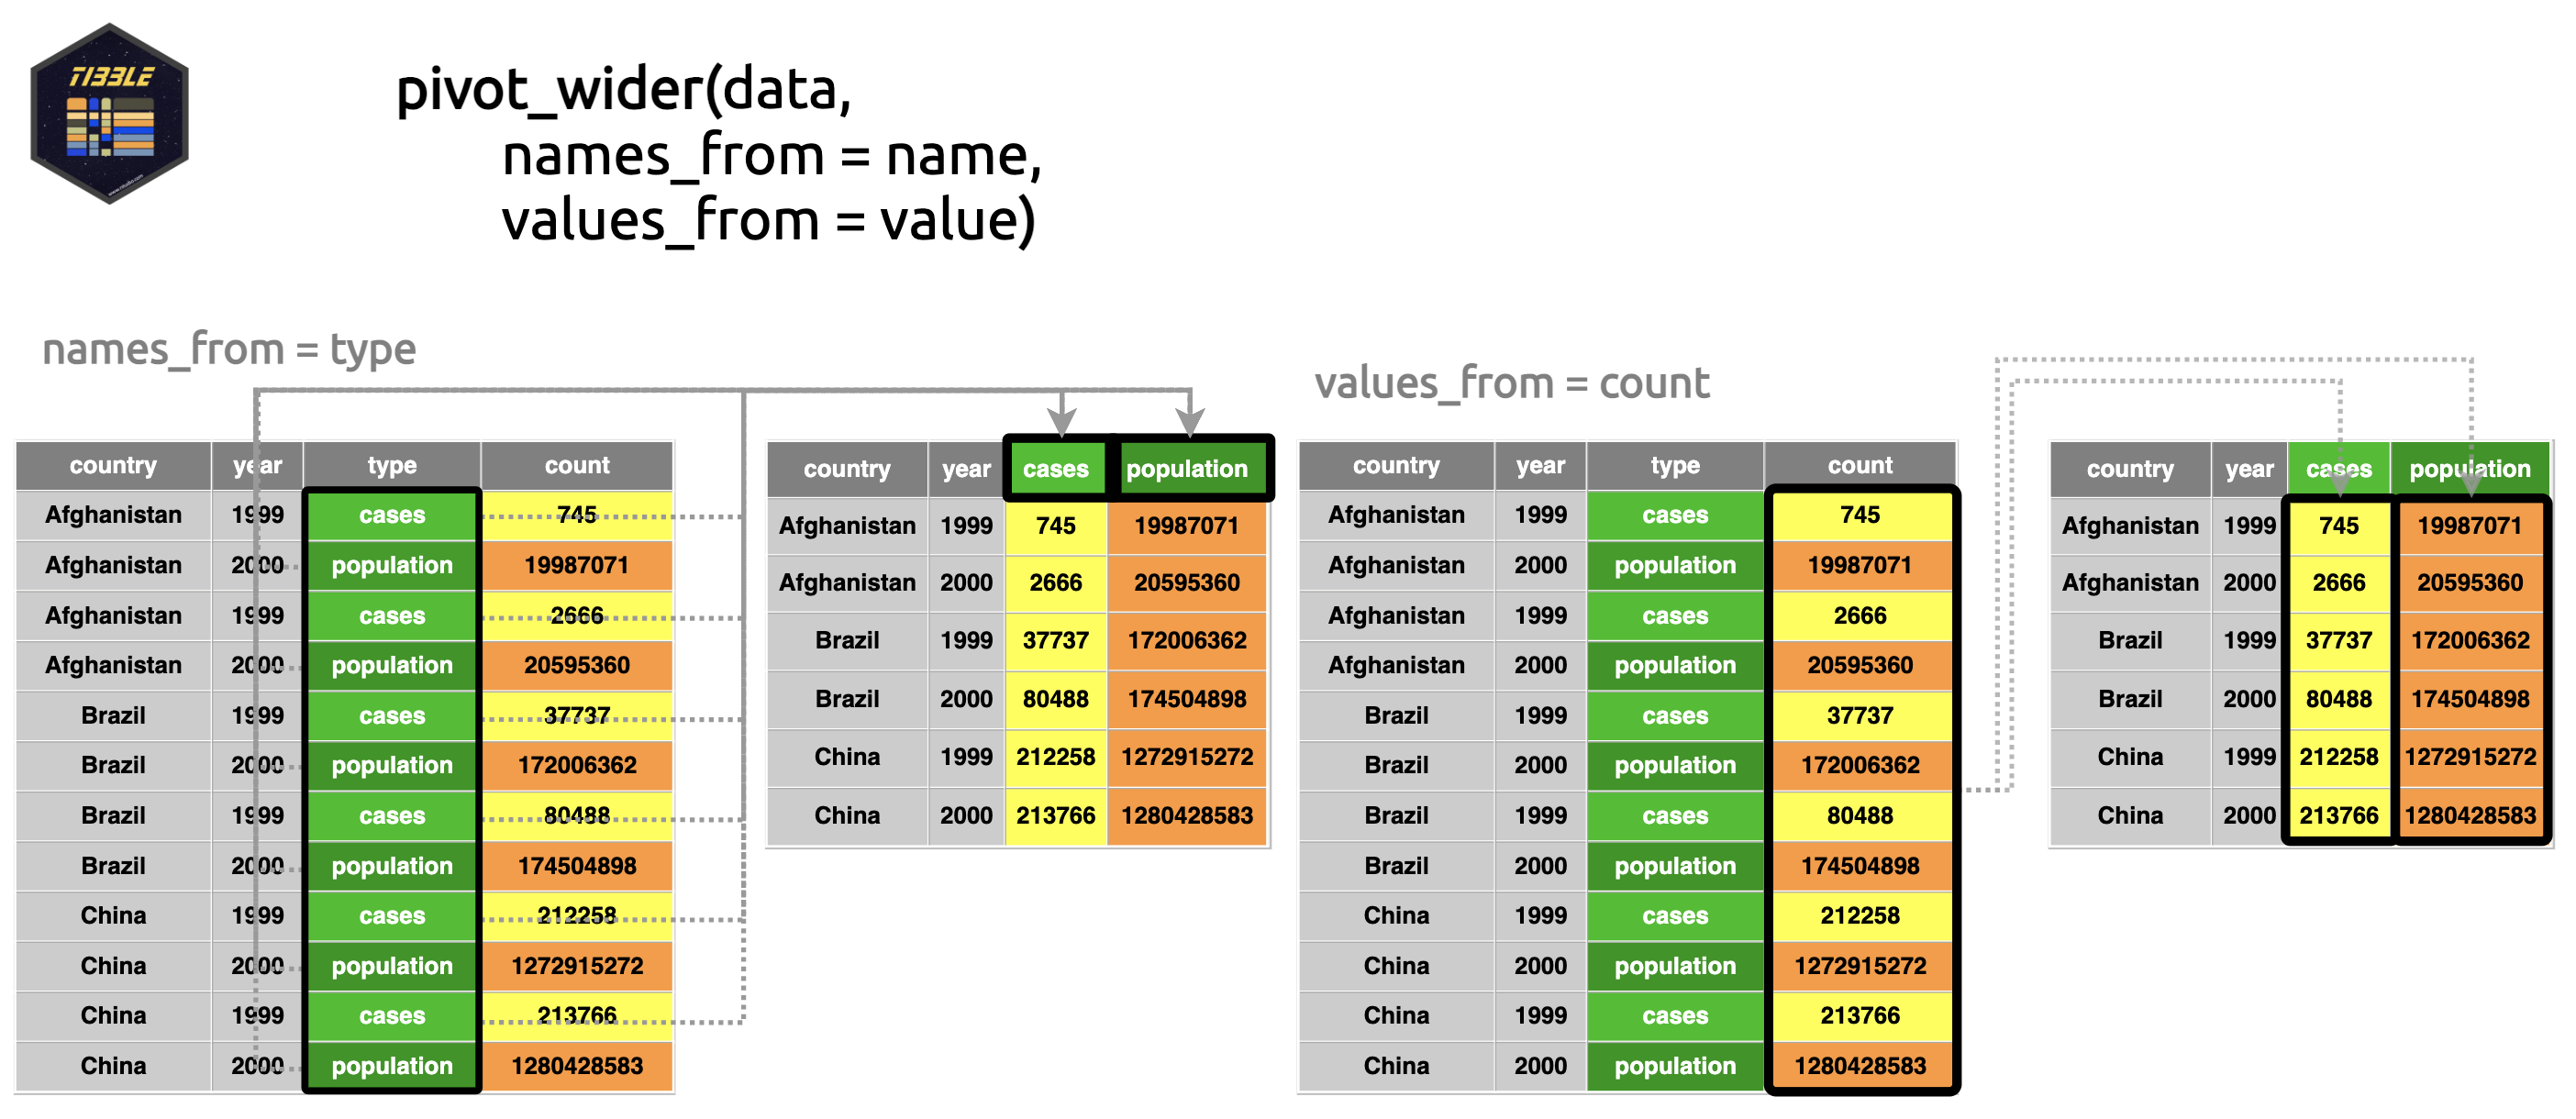 TIBBLE
pivot_wider(data,
names_from = name,
values_from = value)
names_from = type
country year type count
Afghanistan 1999 cases 745
Afghanistan 2000 population 19987071
Afghanistan 1999 cases 2666
Afghanistan 2000 population 20595360
Brazil 1999 cases 37737
Brazil 2000 population 172006362
Brazil 1999 cases 80488
Brazil 2000 population 174504898
China 1999 cases 212258
China 2000 population 1272915272
China 1999 cases 213766
China 2000 population 1280428583
country year cases population
Afghanistan 1999 745 19987071
Afghanistan 2000 2666 20595360
Brazil 1999 37737 172006362
Brazil 2000 80488 174504898
China 1999 212258 1272915272
China 2000 213766 1280428583
values_from = count
country year type count
Afghanistan 1999 cases 745
Afghanistan 2000 population 19987071
Afghanistan 1999 cases 2666
Afghanistan 2000 population 20595360
Brazil 1999 cases 37737
Brazil 2000 population 172006362
Brazil 1999 cases 80488
Brazil 2000 population 174504898
China 1999 cases 212258
China 2000 population 1272915272
China 1999 cases 213766
China 2000 population 1280428583
country year cases population
Afghanistan 1999 745 19987071
Afghanistan 2000 2666 20595360
Brazil 1999 37737 172006362
Brazil 2000 80488 174504898
China 1999 212258 1272915272
China 2000 213766 1280428583